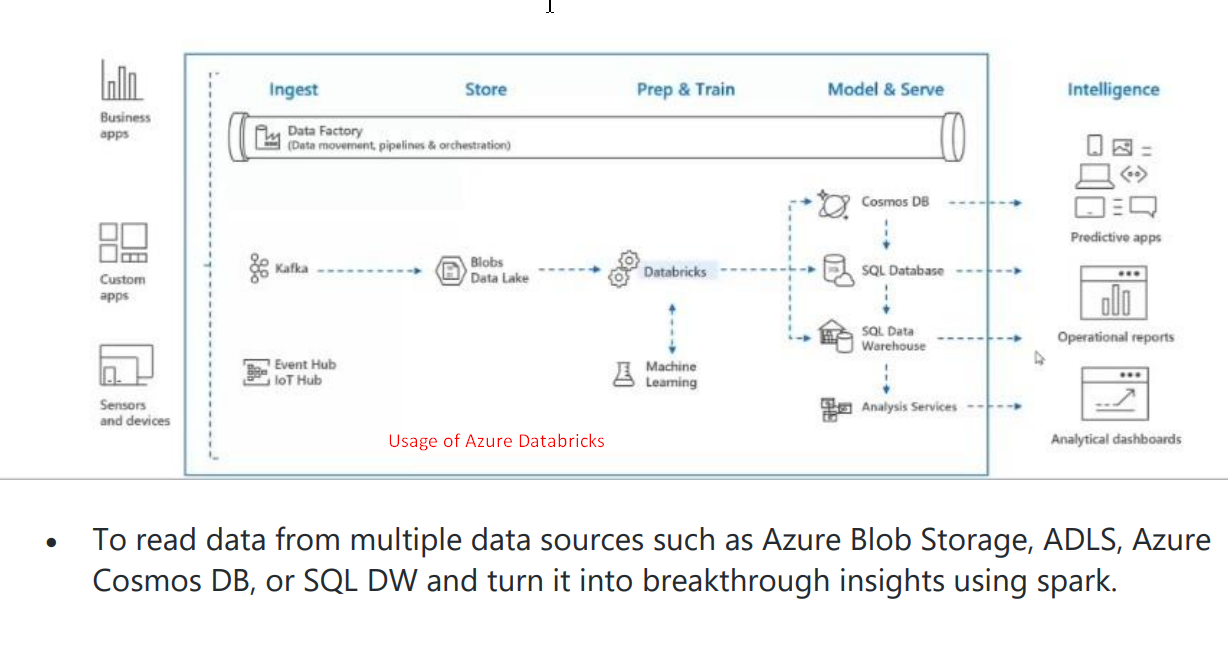 Ingest
Store
Prep & Train
Model & Serve
Intelligence
Business
apps
Data Factory
(Data movement, pipelines & orchestration)
Cosmos DB
Predictive apps
Custom
apps
Kafka
Blobs
Data Lake
Databricks
SQL Database
SQL Data
Warehouse
Operational reports
Sensors
and devices
Event Hub
IoT Hub
Machine
Learning
Analysis Services
Analytical dashboards
Usage of Azure Databricks
• To read data from multiple data sources such as Azure Blob Storage, ADLS, Azure
Cosmos DB, or SQL DW and turn it into breakthrough insights using spark.